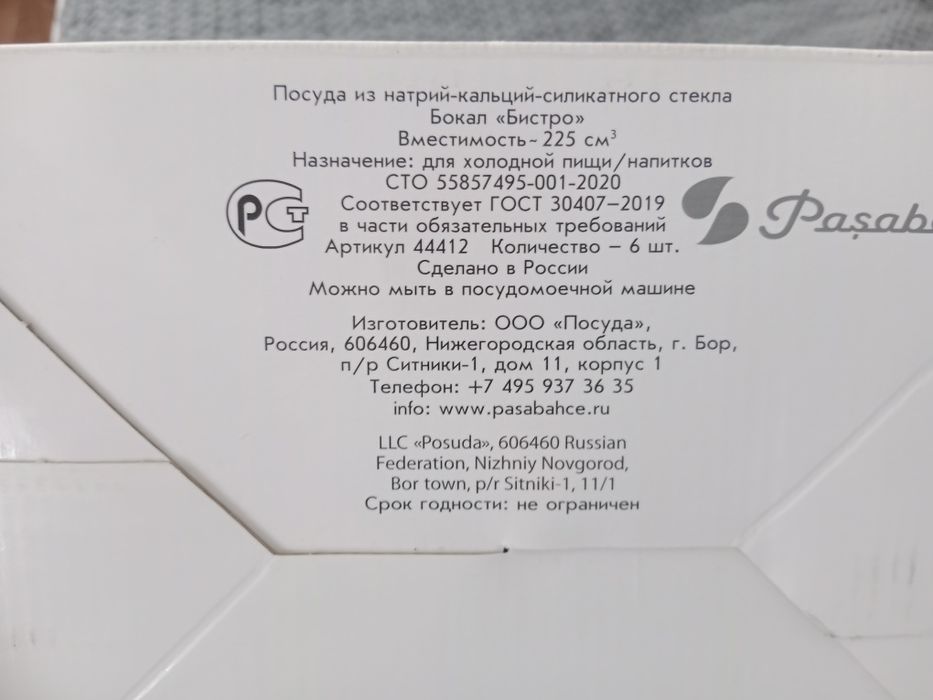 Посуда из натрий-кальций-силикатного стекла
Бокал «Бистро»
Вместимость~ 225 см³
Назначение: для холодной пищи/напитков
СТО 55857495-001-2020
Соответствует ГОСТ 30407–2019
в части обязательных требований
Артикул 44412 Количество – 6 шт.
Сделано в России
Можно мыть в посудомоечной машине
РСТ
Paşab
Изготовитель: ООО «Посуда»,
Россия, 606460, Нижегородская область, г. Бор,
п/р Ситники-1, дом 11, корпус 1
Телефон: +7 495 937 36 35
info: www.pasabahce.ru
LLC «Posuda», 606460 Russian
Federation, Nizhniy Novgorod,
Bor town, p/r Sitniki-1, 11/1
Срок годности: не ограничен